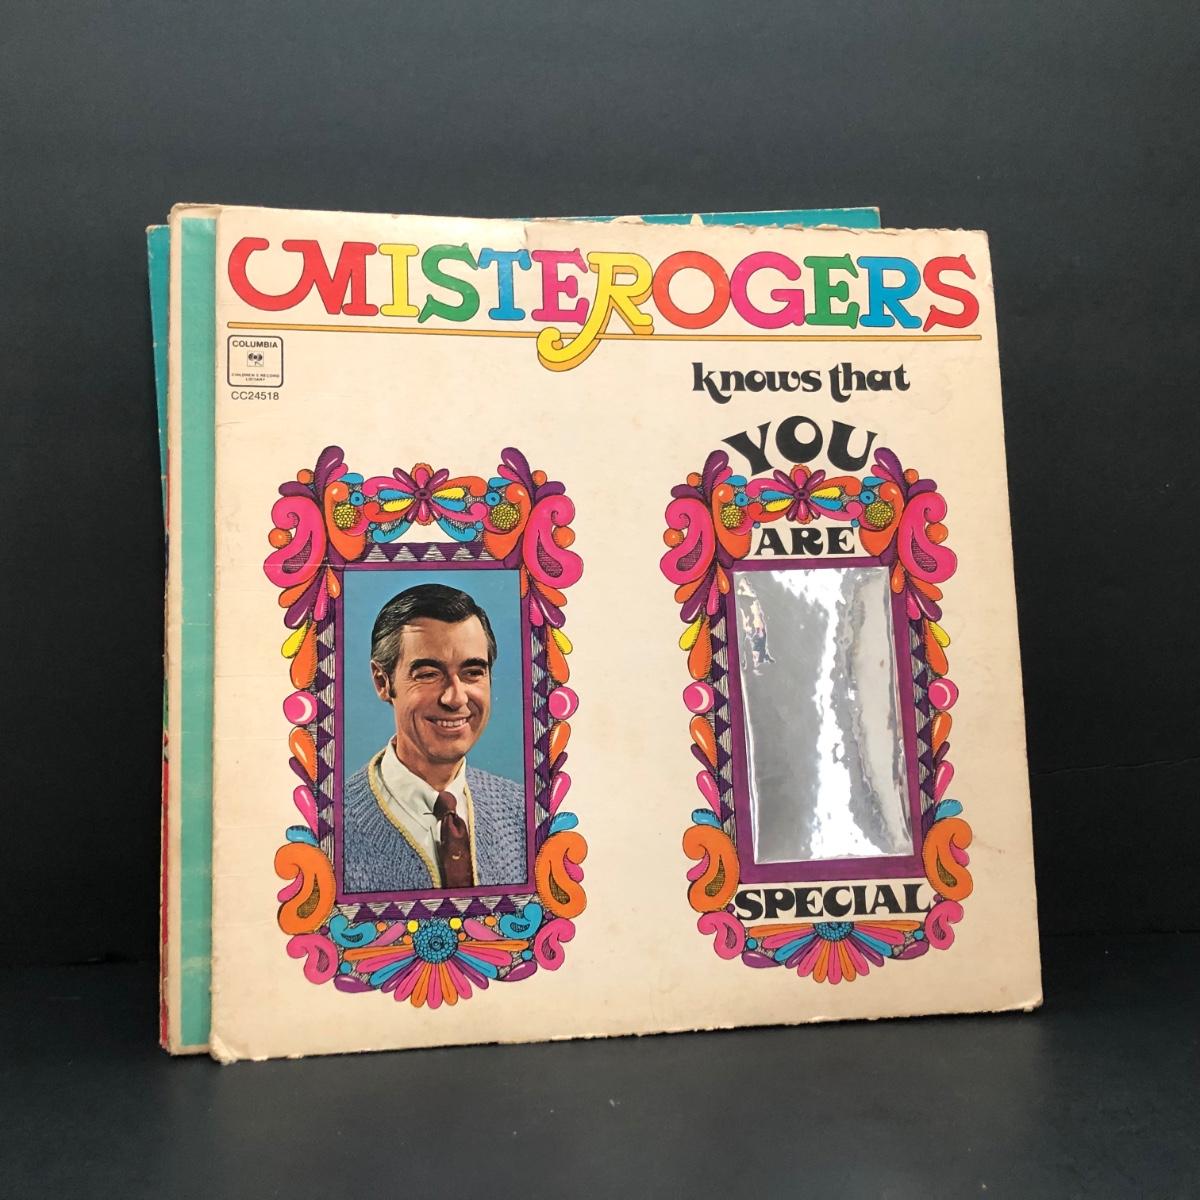 MISTEROGERS
COLUMBIA
CHILDREN'S RECORD
LIBRARY
CC24518
knows that
YOU
ARE
SPECIAL